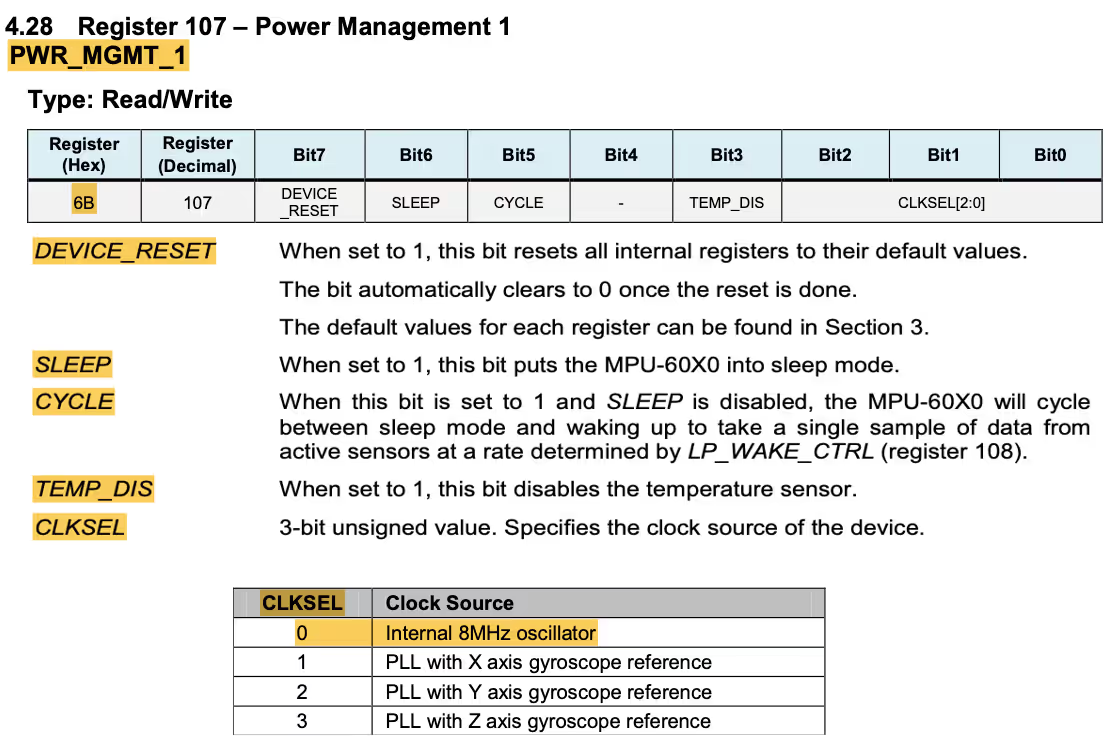 4.28 Register 107 – Power Management 1
PWR_MGMT_1
Type: Read/Write
Register (Hex) Register (Decimal) Bit7 Bit6 Bit5 Bit4 Bit3 Bit2 Bit1 Bit0
6B 107 DEVICE _RESET SLEEP CYCLE - TEMP_DIS CLKSEL[2:0]
DEVICE_RESET When set to 1, this bit resets all internal registers to their default values.
The bit automatically clears to 0 once the reset is done.
The default values for each register can be found in Section 3.
SLEEP When set to 1, this bit puts the MPU-60X0 into sleep mode.
CYCLE When this bit is set to 1 and SLEEP is disabled, the MPU-60X0 will cycle
between sleep mode and waking up to take a single sample of data from
active sensors at a rate determined by LP_WAKE_CTRL (register 108).
TEMP_DIS When set to 1, this bit disables the temperature sensor.
CLKSEL 3-bit unsigned value. Specifies the clock source of the device.
CLKSEL Clock Source
0 Internal 8MHz oscillator
1 PLL with X axis gyroscope reference
2 PLL with Y axis gyroscope reference
3 PLL with Z axis gyroscope reference